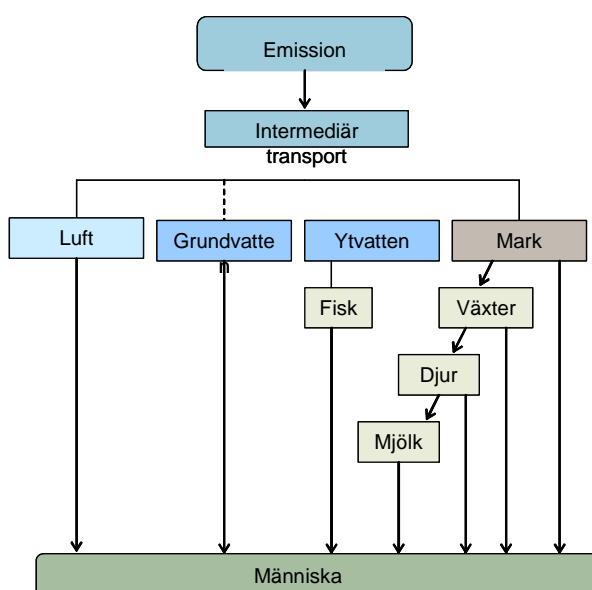 Emission
Intermediär
transport
Luft
Grundvatte
n
Ytvatten
Mark
Fisk
Växter
Djur
Mjölk
Människa